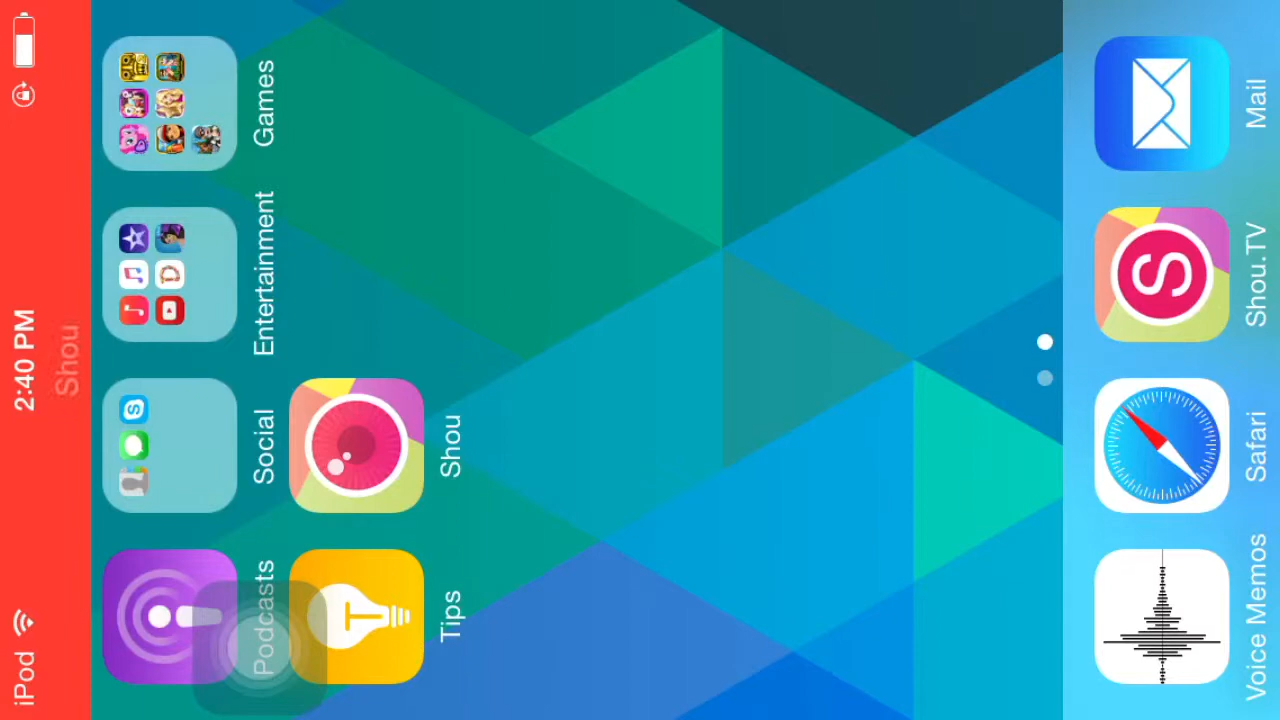 iPod 2:40 PM
Shou
Podcasts Social Entertainment Games
Tips Shou
Voice Memos Safari Shou.TV Mail